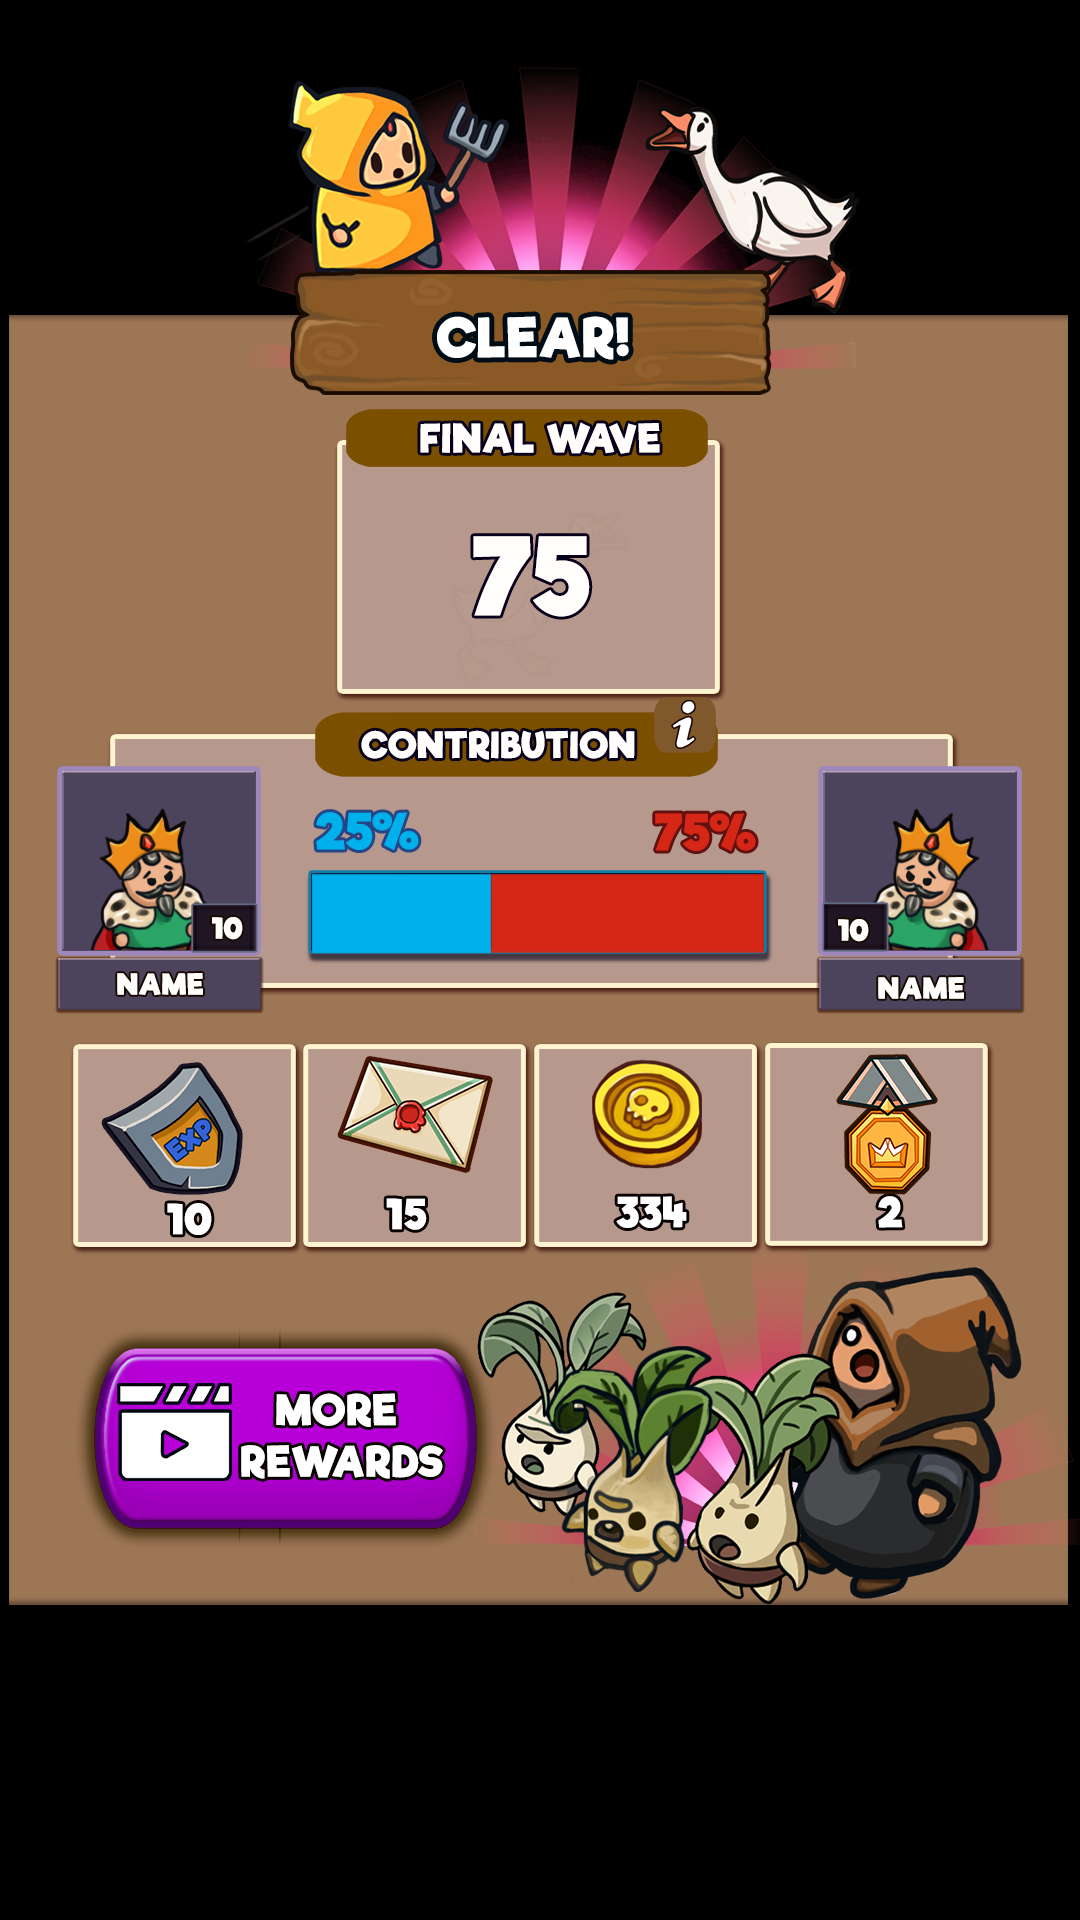 CLEAR!
FINAL WAVE
75
CONTRIBUTION i
25% 75%
10 10
NAME NAME
EXP
10 15 334 2
MORE
REWARDS